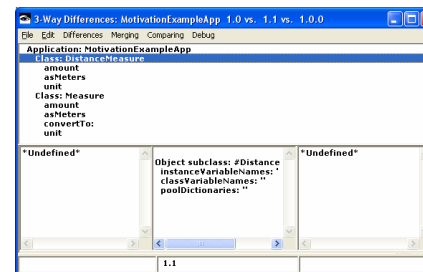 3-Way Differences: MotivationExampleApp 1.0 vs. 1.1 vs. 1.0.0
File Edit Differences Merging Comparing Debug
Application: MotivationExampleApp
Class: DistanceMeasure
amount
asMeters
unit
Class: Measure
amount
asMeters
convertTo:
unit
*Undefined*
Object subclass: #Distance
instanceVariableNames: '
classVariableNames: ''
poolDictionaries: ''
*Undefined*
1.1